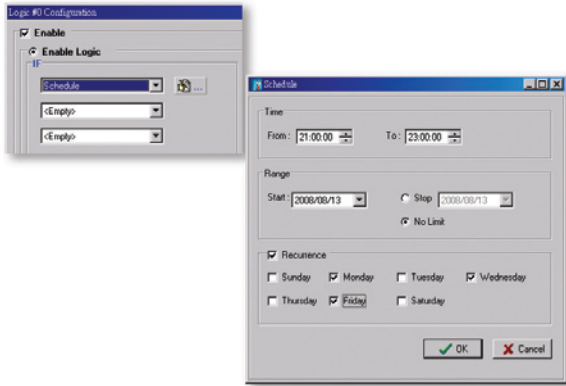 Logic #0 Configuration
Enable
Enable Logic
IF
Schedule
...
<Empty>
<Empty>
Schedule
Time
From : 21:00:00
To : 23:00:00
Range
Start : 2008/08/13
Stop 2008/08/13
No Limit
Recurrence
Sunday Monday Tuesday Wednesday
Thursday Friday Saturday
OK Cancel